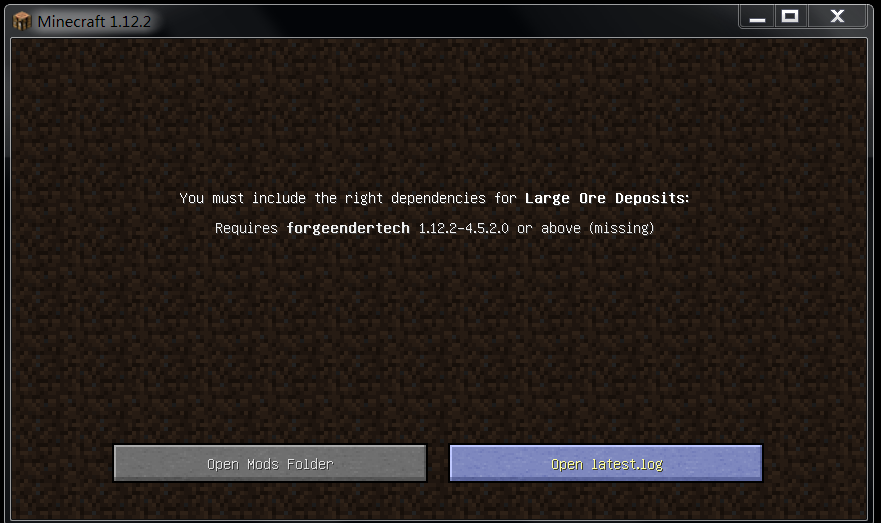 Minecraft 1.12.2
You must include the right dependencies for Large Ore Deposits:
Requires forgeendertech 1.12.2-4.5.2.0 or above (missing)
Open Mods Folder
Open latest.log